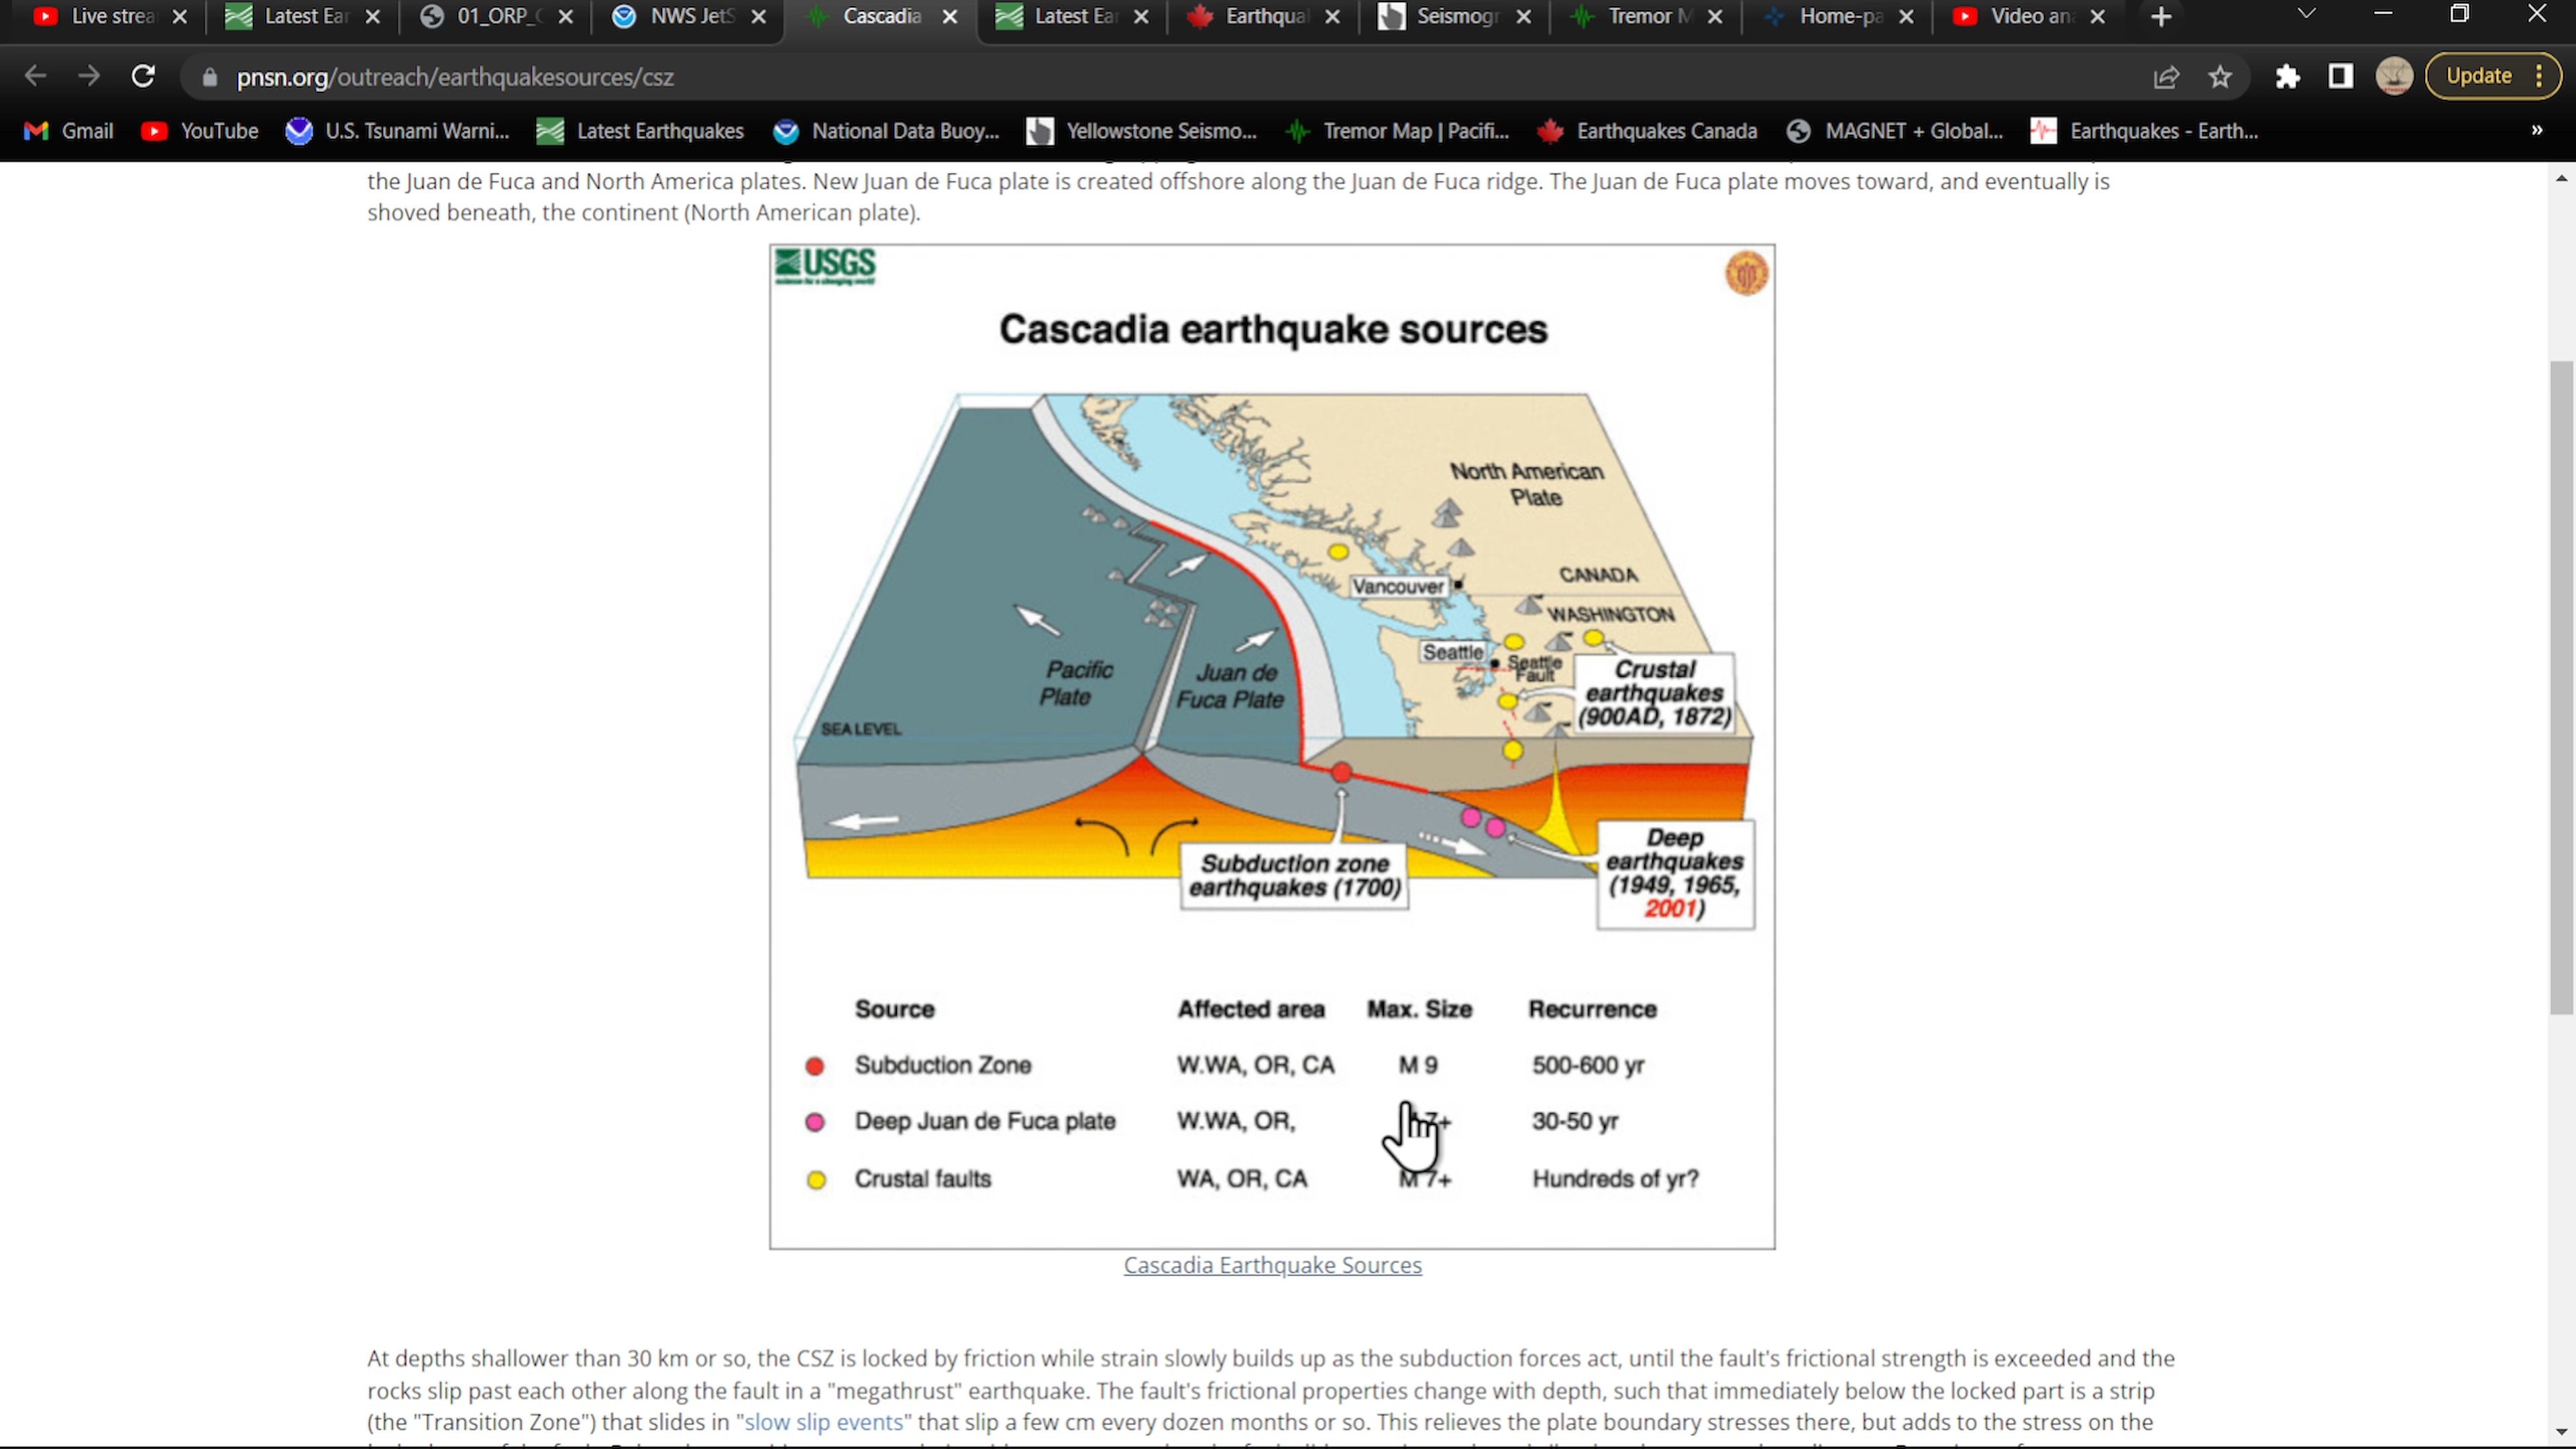 Live strea
Latest Ear
01_ORP_
NWS JetS
Cascadia
Latest Ear
Earthqua
Seismogr
Tremor M
Home-pa
Video an
pnsn.org/outreach/earthquakesources/csz
Update
Gmail
YouTube
U.S. Tsunami Warni...
Latest Earthquakes
National Data Buoy...
Yellowstone Seismo...
Tremor Map | Pacifi...
Earthquakes Canada
MAGNET + Global...
Earthquakes - Earth...
»
the Juan de Fuca and North America plates. New Juan de Fuca plate is created offshore along the Juan de Fuca ridge. The Juan de Fuca plate moves toward, and eventually is
shoved beneath, the continent (North American plate).
USGS
science for a changing world
Cascadia earthquake sources
North American
Plate
CANADA
Vancouver
WASHINGTON
Seattle
Seattle
Fault
Crustal
earthquakes
(900AD, 1872)
Pacific
Plate
Juan de
Fuca Plate
SEA LEVEL
Subduction zone
earthquakes (1700)
Deep
earthquakes
(1949, 1965,
2001)
Source Affected area Max. Size Recurrence
Subduction Zone W.WA, OR, CA M 9 500-600 yr
Deep Juan de Fuca plate W.WA, OR, 7+ 30-50 yr
Crustal faults WA, OR, CA M 7+ Hundreds of yr?
Cascadia Earthquake Sources
At depths shallower than 30 km or so, the CSZ is locked by friction while strain slowly builds up as the subduction forces act, until the fault's frictional strength is exceeded and the
rocks slip past each other along the fault in a "megathrust" earthquake. The fault's frictional properties change with depth, such that immediately below the locked part is a strip
(the "Transition Zone") that slides in "slow slip events" that slip a few cm every dozen months or so. This relieves the plate boundary stresses there, but adds to the stress on the